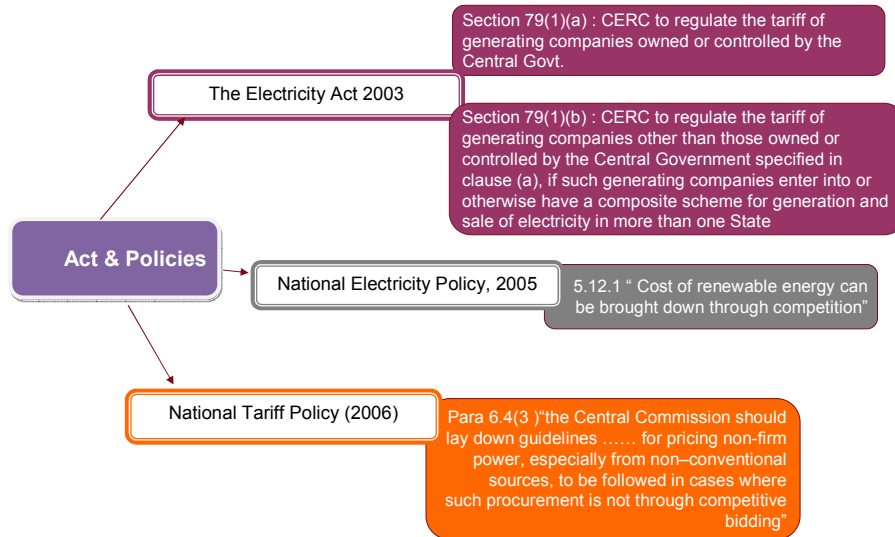 Act & Policies
The Electricity Act 2003
Section 79(1)(a) : CERC to regulate the tariff of
generating companies owned or controlled by the
Central Govt.
Section 79(1)(b) : CERC to regulate the tariff of
generating companies other than those owned or
controlled by the Central Government specified in
clause (a), if such generating companies enter into or
otherwise have a composite scheme for generation and
sale of electricity in more than one State
National Electricity Policy, 2005
5.12.1 “ Cost of renewable energy can
be brought down through competition”
National Tariff Policy (2006)
Para 6.4(3 )“the Central Commission should
lay down guidelines …… for pricing non-firm
power, especially from non–conventional
sources, to be followed in cases where
such procurement is not through competitive
bidding”